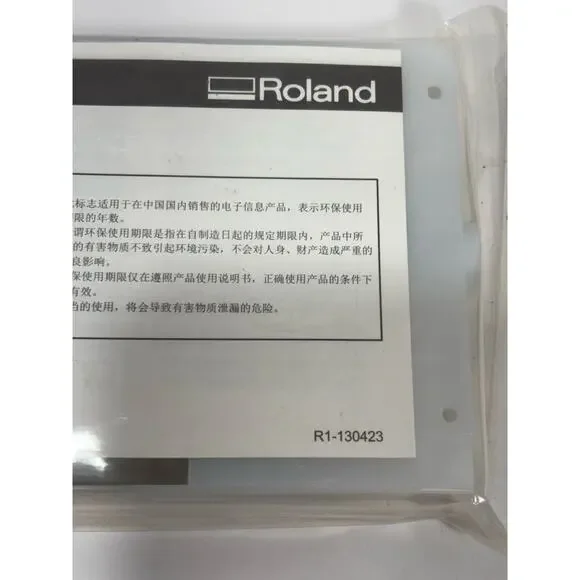 Roland
标志适用于在中国国内销售的电子信息产品，表示环保使用
限的年数。
谓环保使用期限是指在自制造日起的规定期限内，产品中所
的有害物质不致引起环境污染，不会对人身、财产造成严重的
良影响。
保使用期限仅在遵照产品使用说明书，正确使用产品的条件下
有效。
当的使用，将会导致有害物质泄漏的危险。
R1-130423